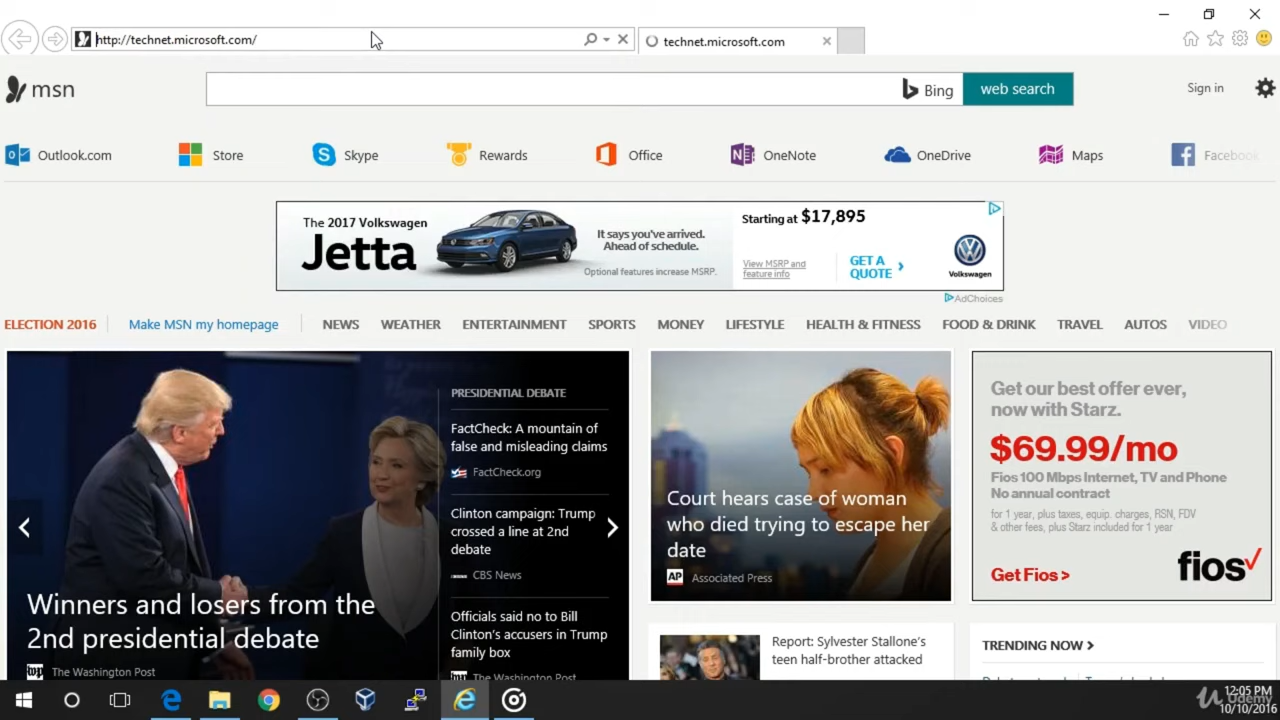 http://technet.microsoft.com/
technet.microsoft.com
msn
Bing
web search
Sign in
Outlook.com
Store
Skype
Rewards
Office
OneNote
OneDrive
Maps
Facebook
The 2017 Volkswagen
Jetta
It says you've arrived.
Ahead of schedule.
Optional features increase MSRP.
Starting at $17,895
View MSRP and
feature info
GET A
QUOTE
Volkswagen
AdChoices
ELECTION 2016
Make MSN my homepage
NEWS
WEATHER
ENTERTAINMENT
SPORTS
MONEY
LIFESTYLE
HEALTH & FITNESS
FOOD & DRINK
TRAVEL
AUTOS
VIDEO
PRESIDENTIAL DEBATE
FactCheck: A mountain of
false and misleading claims
FactCheck.org
Clinton campaign: Trump
crossed a line at 2nd
debate
CBS News
Officials said no to Bill
Clinton's accusers in Trump
family box
The Washington Post
Winners and losers from the
2nd presidential debate
The Washington Post
Court hears case of woman
who died trying to escape her
date
AP Associated Press
Get our best offer ever,
now with Starz.
$69.99/mo
Fios 100 Mbps Internet, TV and Phone
No annual contract
for 1 year, plus taxes, equip. charges, RSN, FDV
& other fees, plus Starz included for 1 year
Get Fios >
fios
Report: Sylvester Stallone's
teen half-brother attacked
TRENDING NOW
12:05 PM
10/10/2016
Udemy